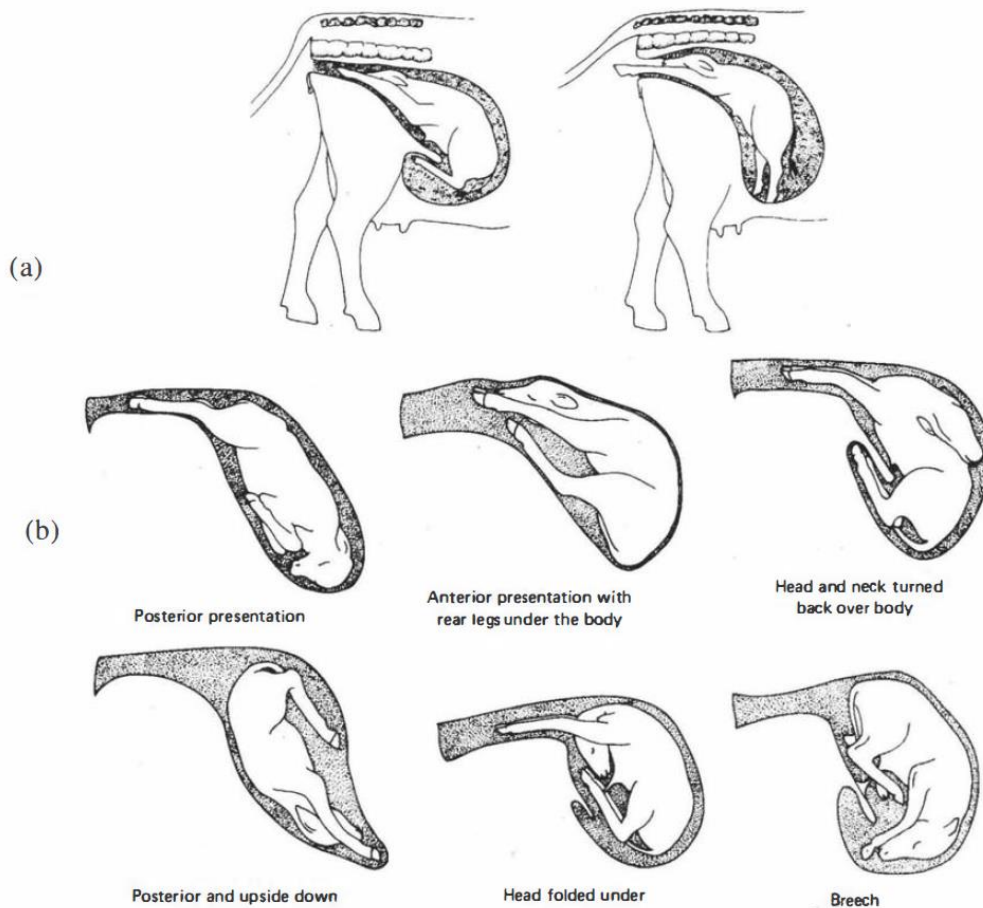 (a)
(b)
Posterior presentation
Anterior presentation with
rear legs under the body
Head and neck turned
back over body
Posterior and upside down
Head folded under
Breech